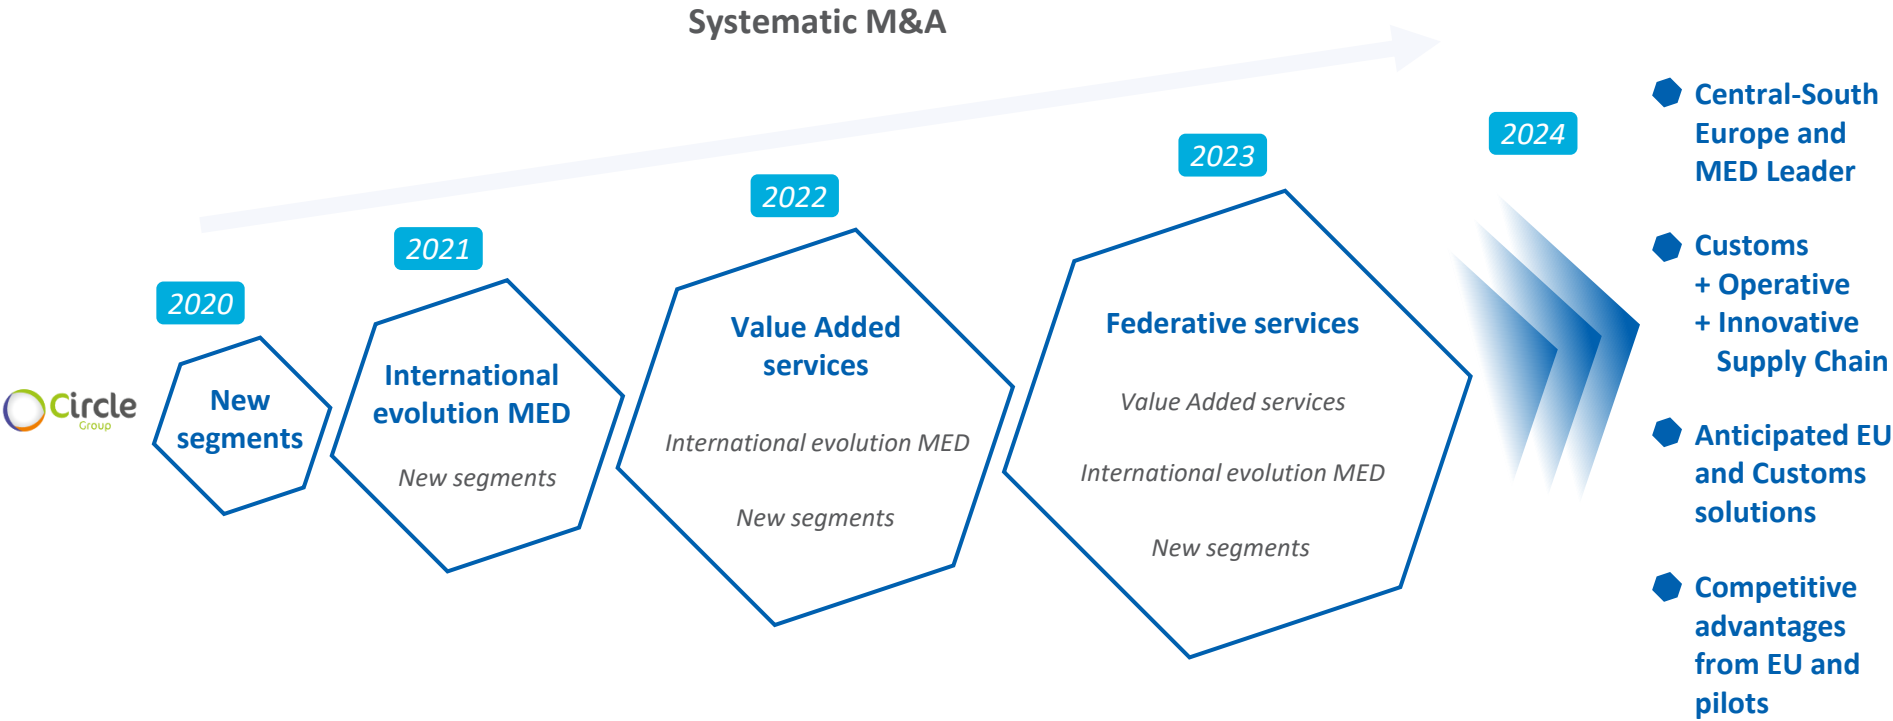 Systematic M&A
Circle
Group
2020
New
segments
2021
International
evolution MED
New segments
2022
Value Added
services
International evolution MED
New segments
2023
Federative services
Value Added services
International evolution MED
New segments
2024
Central-South
Europe and
MED Leader
Customs
+ Operative
+ Innovative
Supply Chain
Anticipated EU
and Customs
solutions
Competitive
advantages
from EU and
pilots